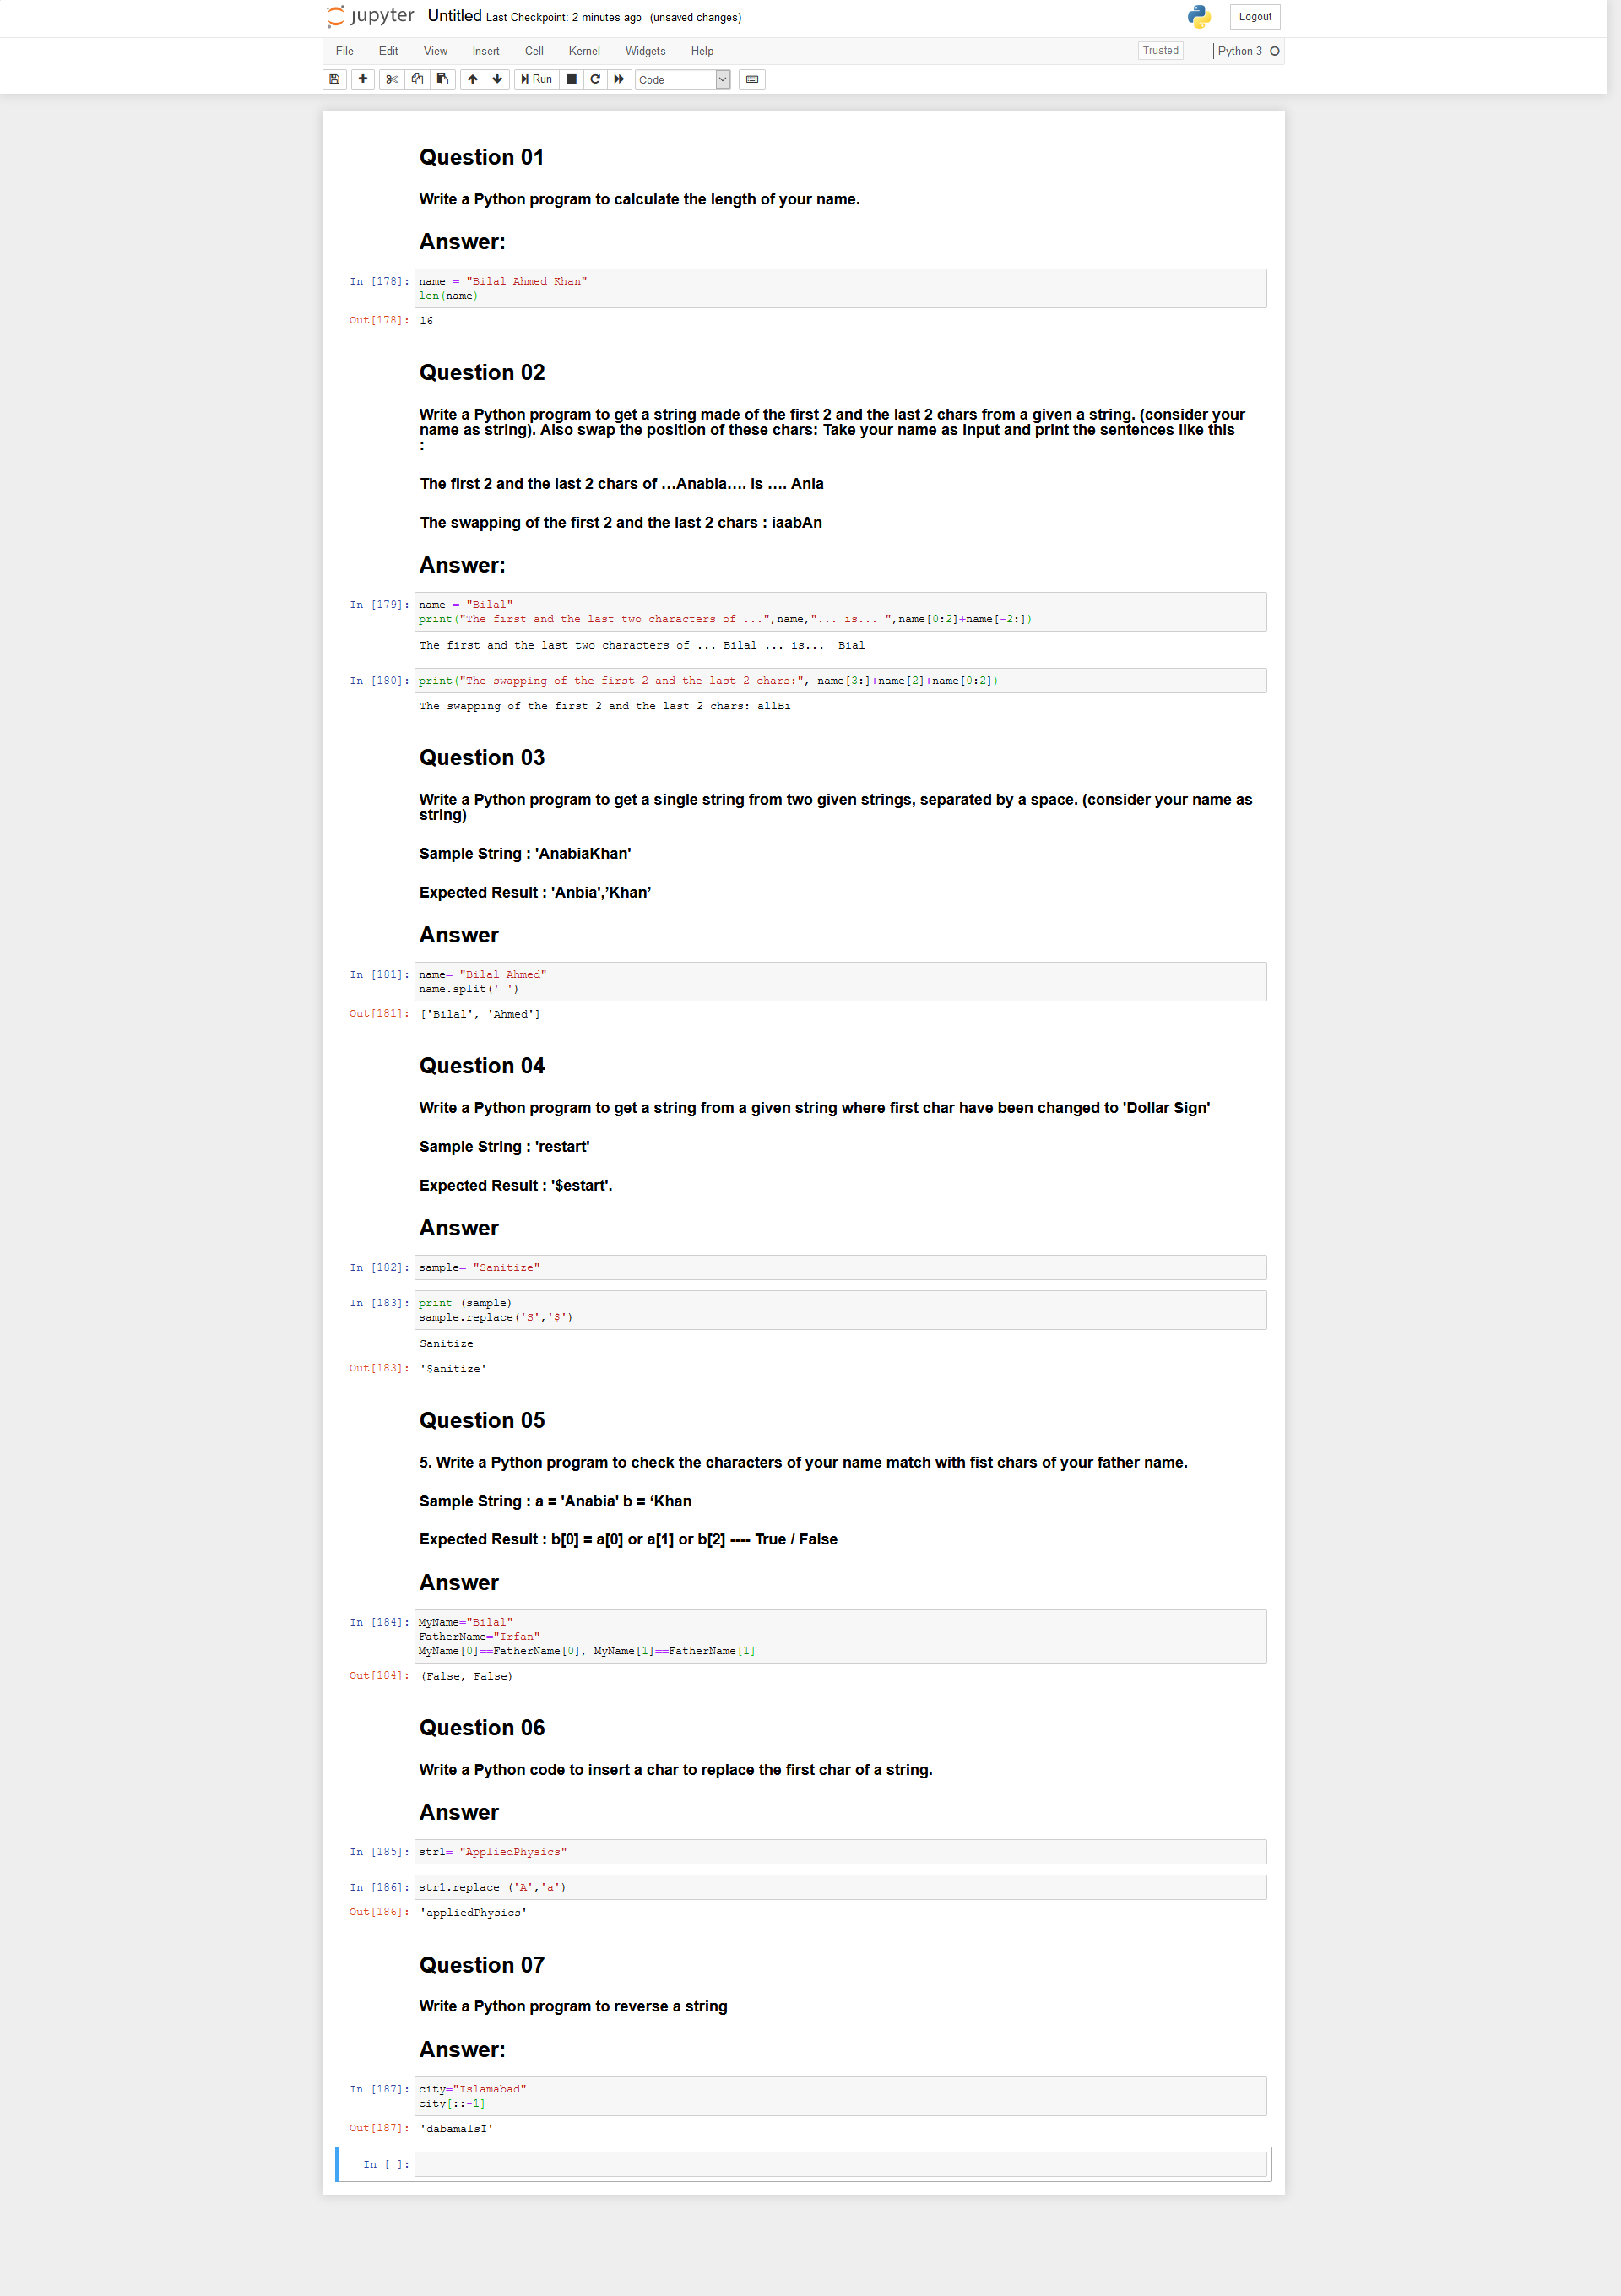 jupyter Untitled Last Checkpoint: 2 minutes ago (unsaved changes) Logout
File Edit View Insert Cell Kernel Widgets Help Trusted Python 3
Run Code
Question 01
Write a Python program to calculate the length of your name.
Answer:
In [178]: name = "Bilal Ahmed Khan"
len(name)
Out[178]: 16
Question 02
Write a Python program to get a string made of the first 2 and the last 2 chars from a given a string. (consider your
name as string). Also swap the position of these chars: Take your name as input and print the sentences like this
:
The first 2 and the last 2 chars of …Anabia…. is …. Ania
The swapping of the first 2 and the last 2 chars : iaabAn
Answer:
In [179]: name = "Bilal"
print("The first and the last two characters of ...",name,"... is... ",name[0:2]+name[-2:])
The first and the last two characters of ... Bilal ... is...  Bial
In [180]: print("The swapping of the first 2 and the last 2 chars:", name[3:]+name[2]+name[0:2])
The swapping of the first 2 and the last 2 chars: allBi
Question 03
Write a Python program to get a single string from two given strings, separated by a space. (consider your name as
string)
Sample String : 'AnabiaKhan'
Expected Result : 'Anbia',’Khan’
Answer
In [181]: name= "Bilal Ahmed"
name.split(' ')
Out[181]: ['Bilal', 'Ahmed']
Question 04
Write a Python program to get a string from a given string where first char have been changed to 'Dollar Sign'
Sample String : 'restart'
Expected Result : '$estart'.
Answer
In [182]: sample= "Sanitize"
In [183]: print (sample)
sample.replace('S','$')
Sanitize
Out[183]: '$anitize'
Question 05
5. Write a Python program to check the characters of your name match with fist chars of your father name.
Sample String : a = 'Anabia' b = ‘Khan
Expected Result : b[0] = a[0] or a[1] or b[2] ---- True / False
Answer
In [184]: MyName="Bilal"
FatherName="Irfan"
MyName[0]==FatherName[0], MyName[1]==FatherName[1]
Out[184]: (False, False)
Question 06
Write a Python code to insert a char to replace the first char of a string.
Answer
In [185]: str1= "AppliedPhysics"
In [186]: str1.replace ('A','a')
Out[186]: 'appliedPhysics'
Question 07
Write a Python program to reverse a string
Answer:
In [187]: city="Islamabad"
city[::-1]
Out[187]: 'dabamalsI'
In [ ]: